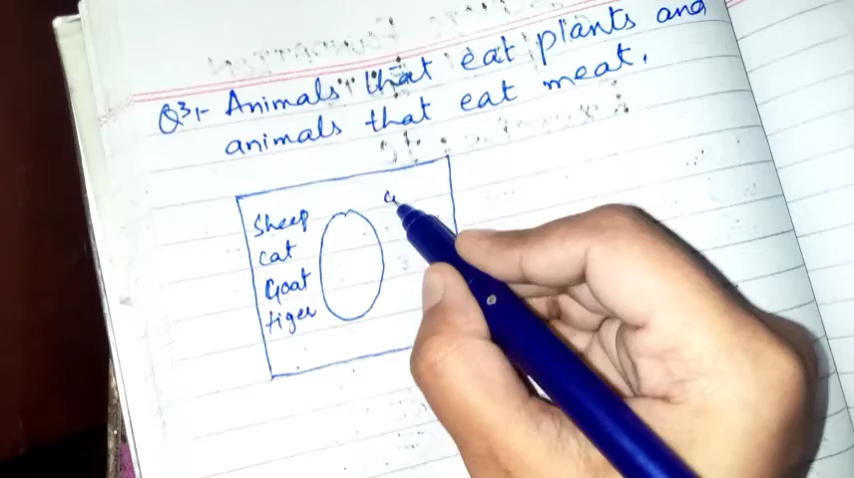 Q3:- Animals that eat plants and
animals that eat meat.
Sheep
cat
Goat
tiger